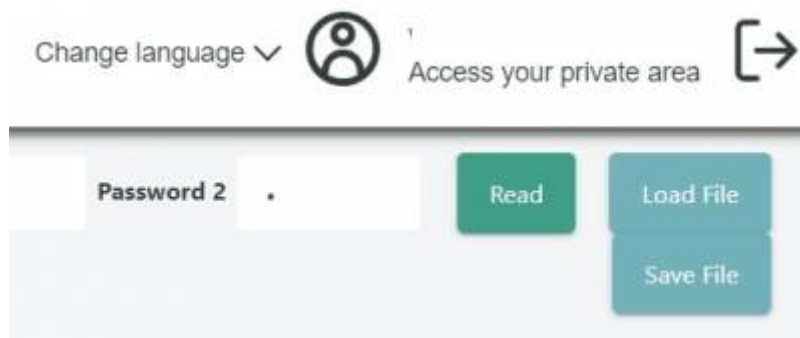 Change language
Access your private area
Password 2 .
Read
Load File
Save File